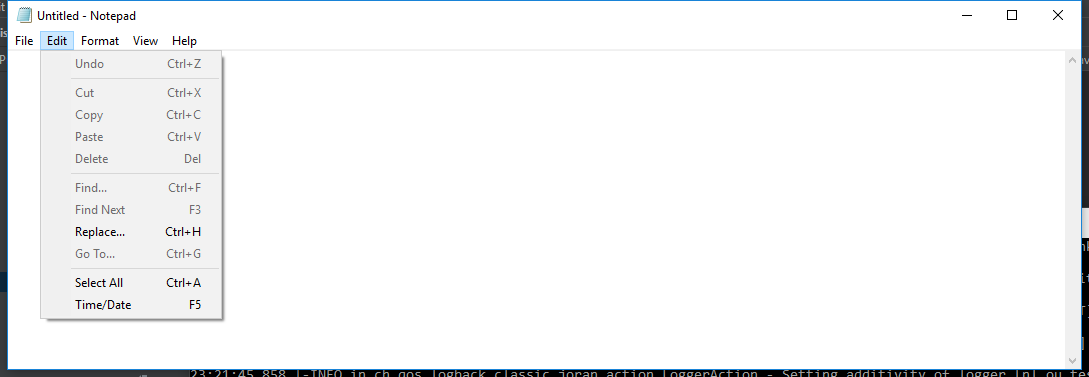 Untitled - Notepad
File Edit Format View Help
Undo Ctrl+Z
Cut Ctrl+X
Copy Ctrl+C
Paste Ctrl+V
Delete Del
Find... Ctrl+F
Find Next F3
Replace... Ctrl+H
Go To... Ctrl+G
Select All Ctrl+A
Time/Date F5
23:21:45,858 |-INFO in ch.qos.logback.classic.joran.action.LoggerAction - Setting additivity of logger